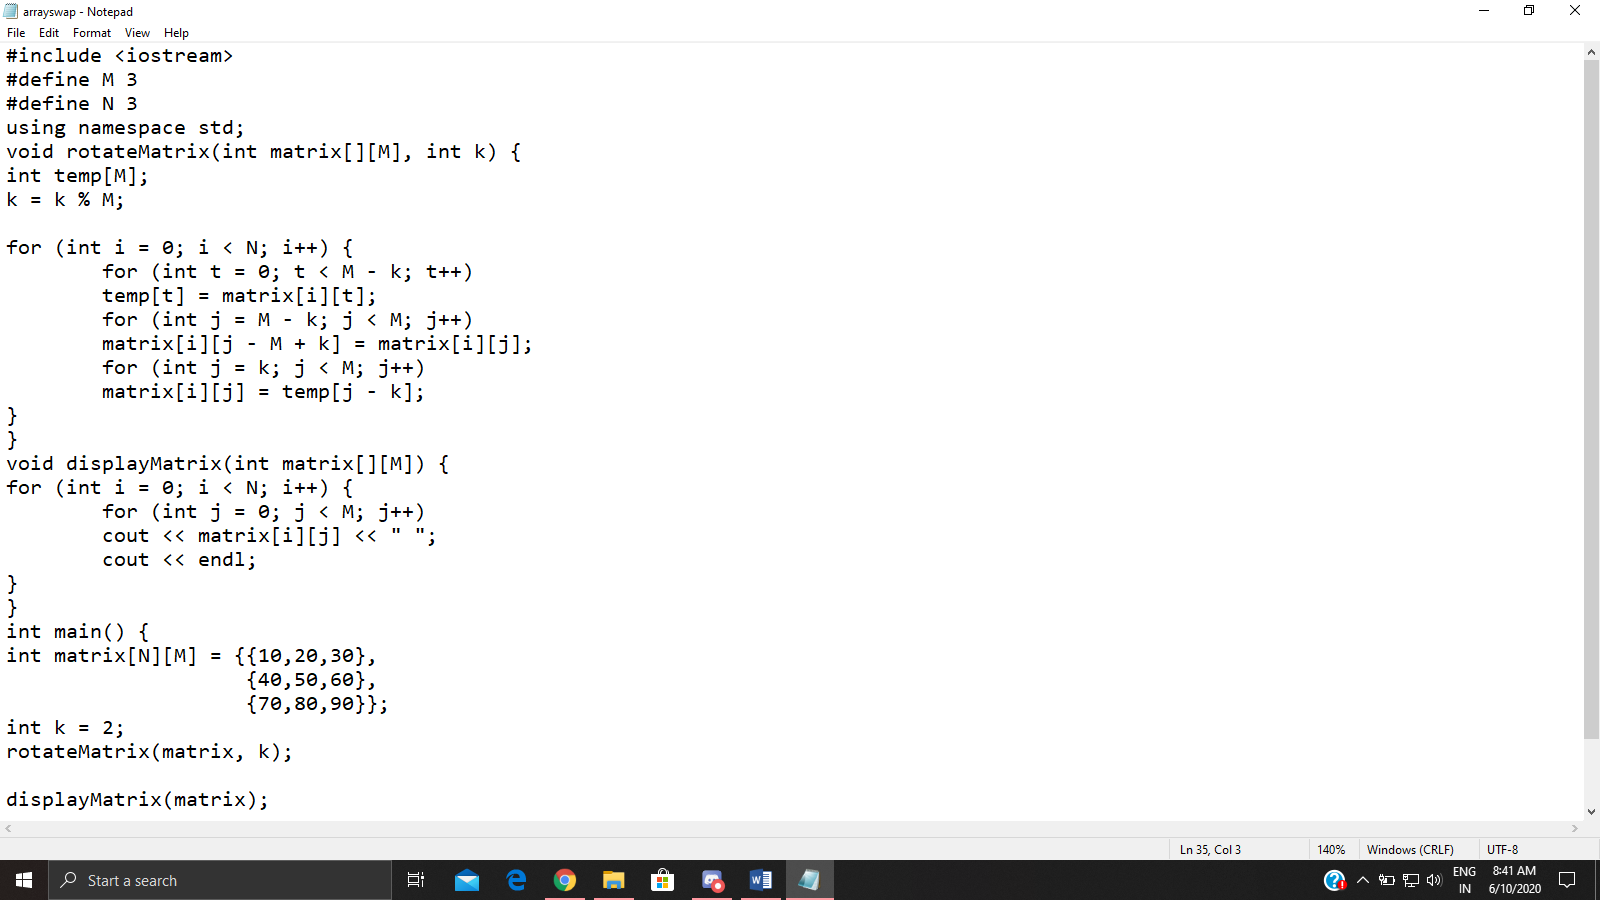 arrayswap - Notepad
File Edit Format View Help
#include <iostream>
#define M 3
#define N 3
using namespace std;
void rotateMatrix(int matrix[][M], int k) {
int temp[M];
k = k % M;

for (int i = 0; i < N; i++) {
        for (int t = 0; t < M - k; t++)
        temp[t] = matrix[i][t];
        for (int j = M - k; j < M; j++)
        matrix[i][j - M + k] = matrix[i][j];
        for (int j = k; j < M; j++)
        matrix[i][j] = temp[j - k];
}
}
void displayMatrix(int matrix[][M]) {
for (int i = 0; i < N; i++) {
        for (int j = 0; j < M; j++)
        cout << matrix[i][j] << " ";
        cout << endl;
}
}
int main() {
int matrix[N][M] = {{10,20,30},
                    {40,50,60},
                    {70,80,90}};
int k = 2;
rotateMatrix(matrix, k);

displayMatrix(matrix);
Ln 35, Col 3 140% Windows (CRLF) UTF-8
Start a search
ENG 8:41 AM
IN 6/10/2020